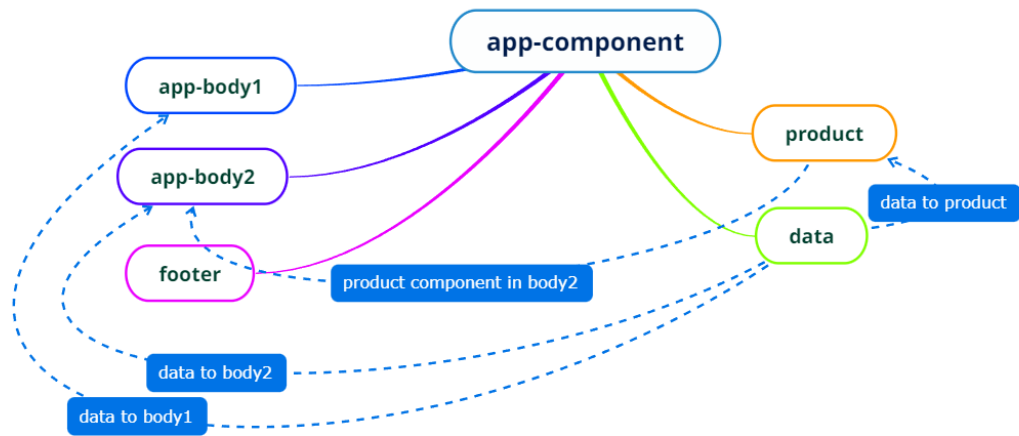 app-component
app-body1
product
app-body2
data to product
data
footer
product component in body2
data to body2
data to body1